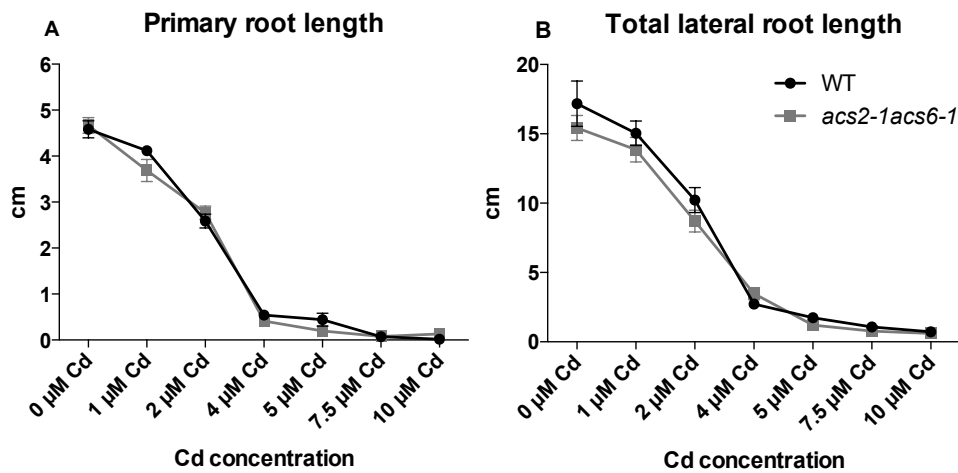 A
Primary root length
6
5
4
3
2
1
0
cm
0 µM Cd
1 µM Cd
2 µM Cd
4 µM Cd
5 µM Cd
7.5 µM Cd
10 µM Cd
Cd concentration
B
Total lateral root length
20
15
10
5
0
cm
WT
acs2-1acs6-1
0 µM Cd
1 µM Cd
2 µM Cd
4 µM Cd
5 µM Cd
7.5 µM Cd
10 µM Cd
Cd concentration